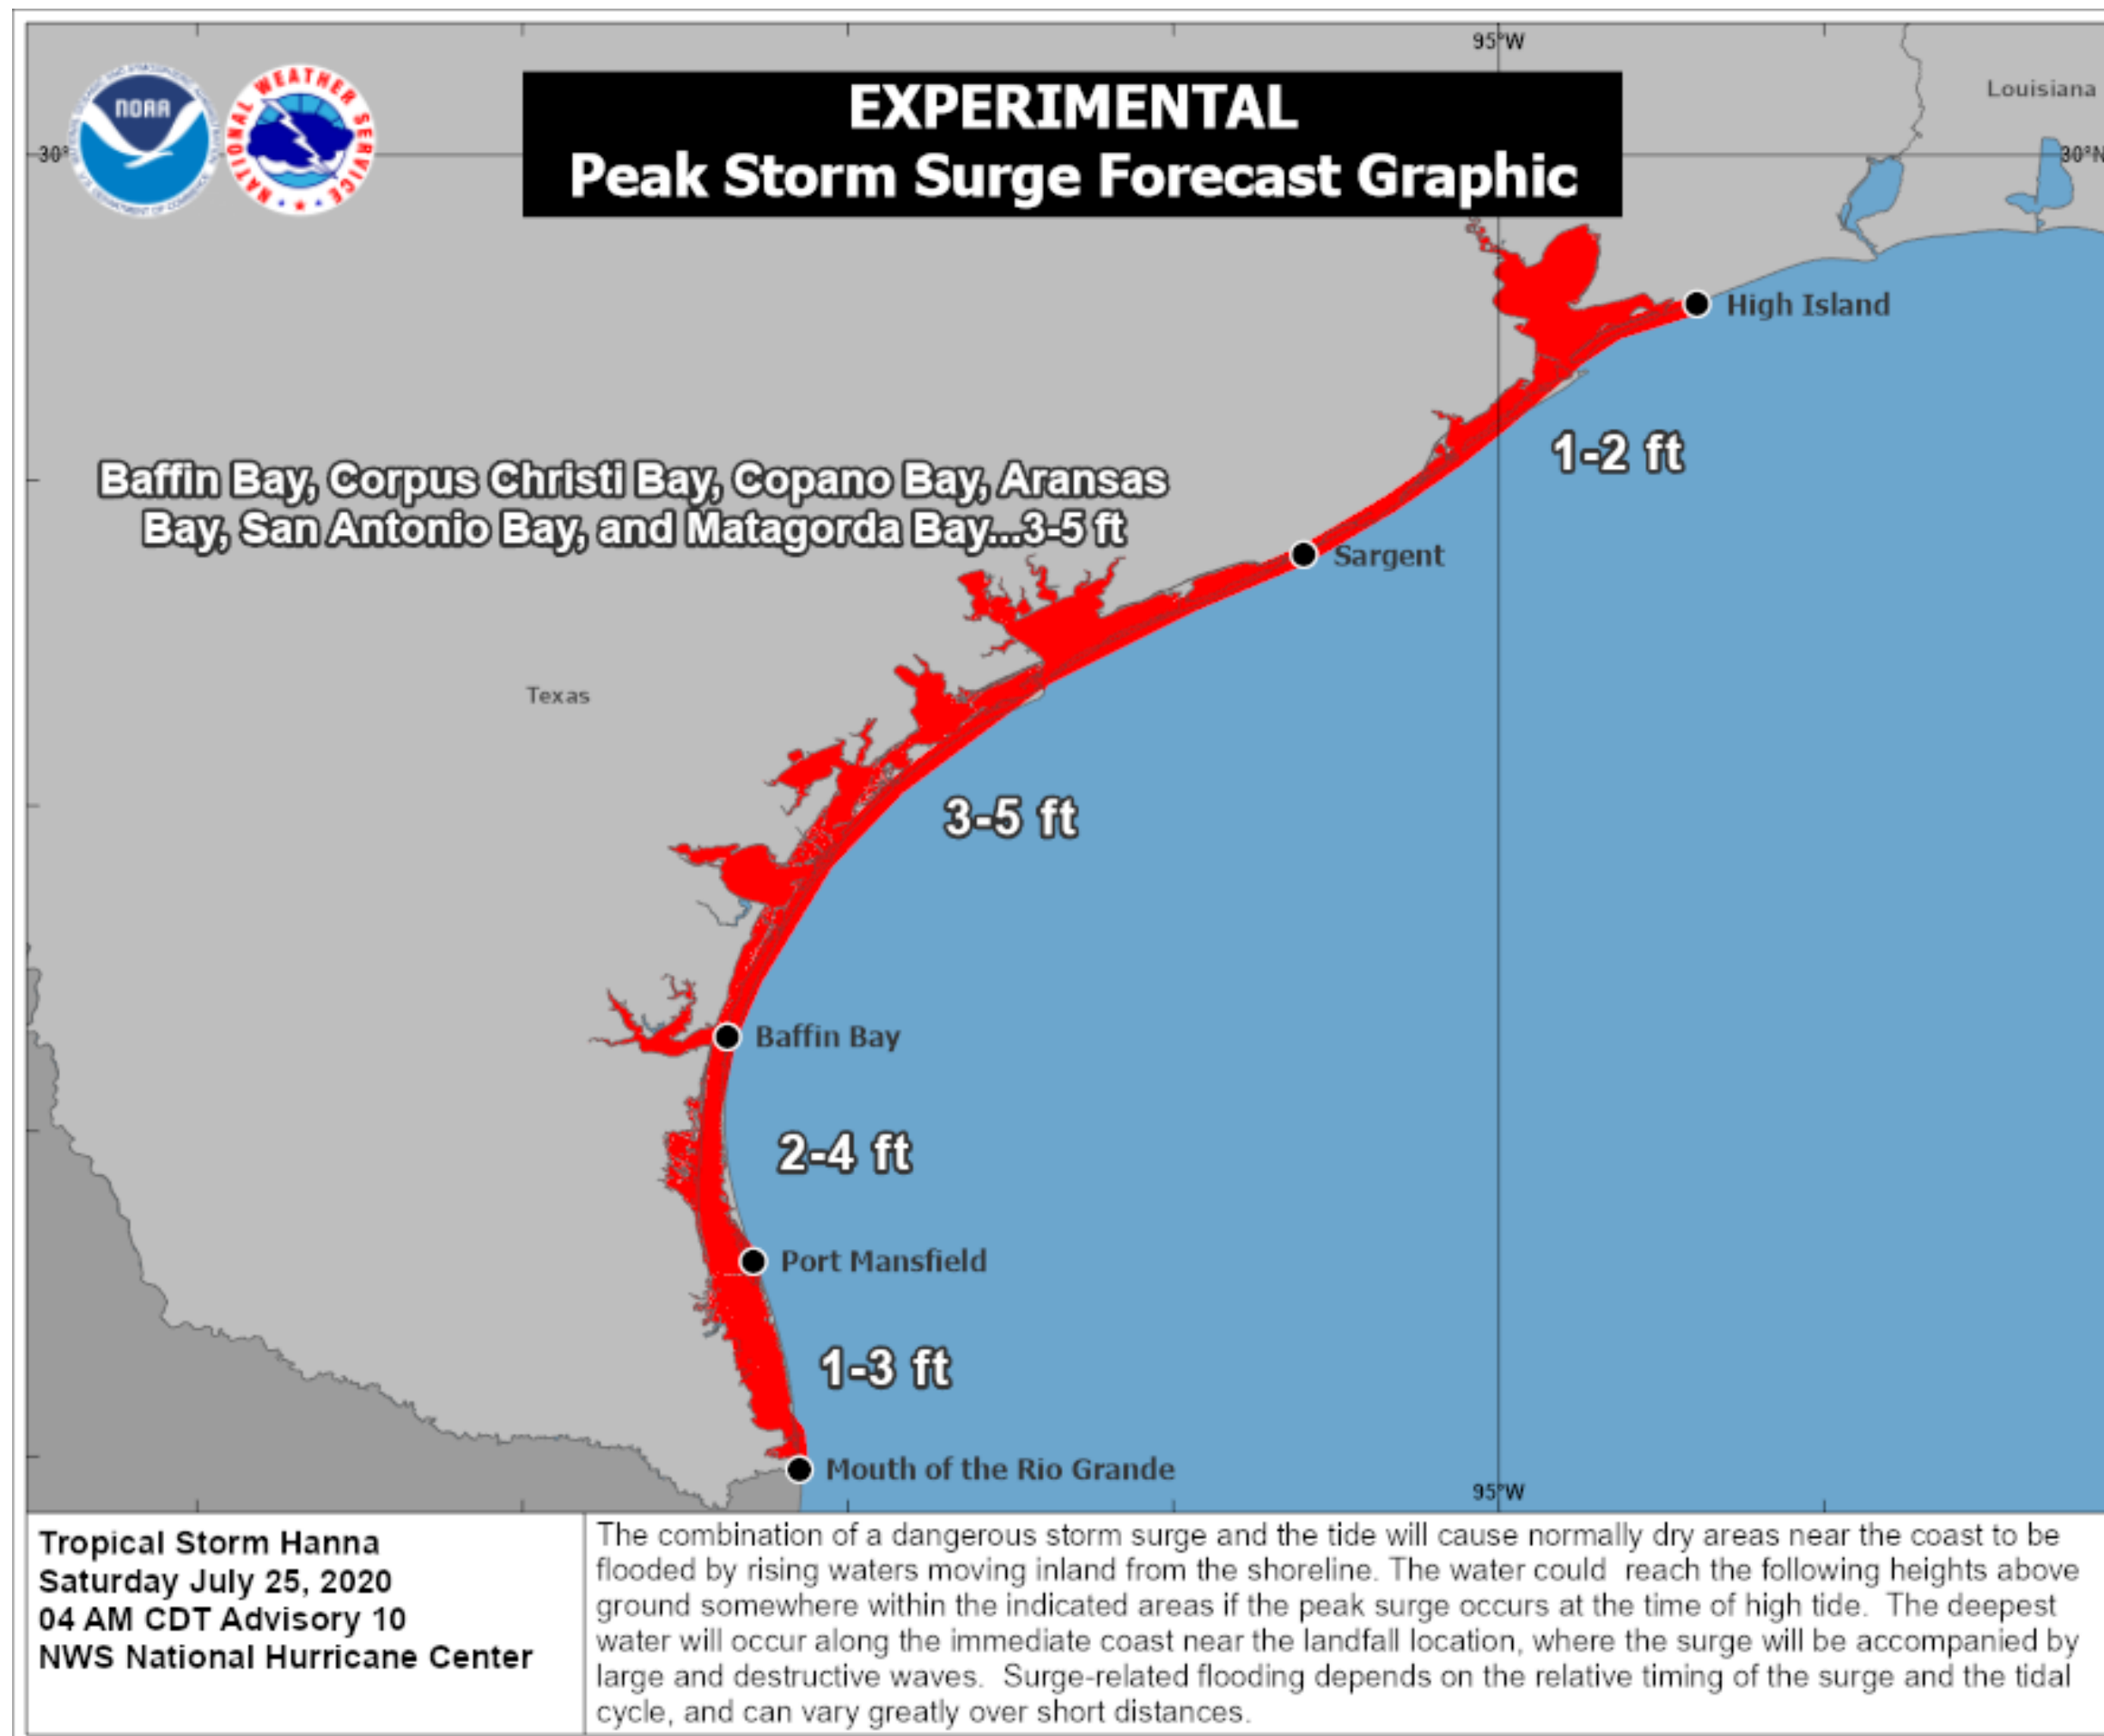 95°W
Louisiana
NOAA
NATIONAL WEATHER SERVICE
EXPERIMENTAL
Peak Storm Surge Forecast Graphic
30°
30°N
High Island
1-2 ft
Baffin Bay, Corpus Christi Bay, Copano Bay, Aransas
Bay, San Antonio Bay, and Matagorda Bay...3-5 ft
Sargent
Texas
3-5 ft
Baffin Bay
2-4 ft
Port Mansfield
1-3 ft
Mouth of the Rio Grande
95°W
Tropical Storm Hanna
Saturday July 25, 2020
04 AM CDT Advisory 10
NWS National Hurricane Center
The combination of a dangerous storm surge and the tide will cause normally dry areas near the coast to be
flooded by rising waters moving inland from the shoreline. The water could  reach the following heights above
ground somewhere within the indicated areas if the peak surge occurs at the time of high tide.  The deepest
water will occur along the immediate coast near the landfall location, where the surge will be accompanied by
large and destructive waves.  Surge-related flooding depends on the relative timing of the surge and the tidal
cycle, and can vary greatly over short distances.